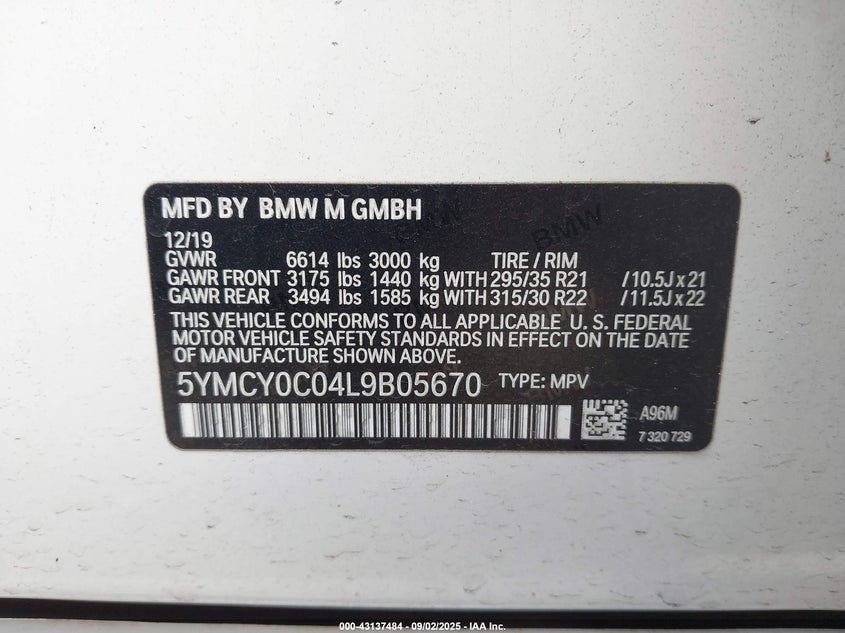 MFD BY BMW M GMBH
12/19
GVWR 6614 lbs 3000 kg TIRE / RIM
GAWR FRONT 3175 lbs 1440 kg WITH 295/35 R21 /10.5J x 21
GAWR REAR 3494 lbs 1585 kg WITH 315/30 R22 /11.5J x 22
THIS VEHICLE CONFORMS TO ALL APPLICABLE U. S. FEDERAL
MOTOR VEHICLE SAFETY STANDARDS IN EFFECT ON THE DATE
OF MANUFACTURE SHOWN ABOVE.
5YMCY0C04L9B05670 TYPE: MPV
A96M
7 320 729
000-43137484 - 09/02/2025 - IAA Inc.